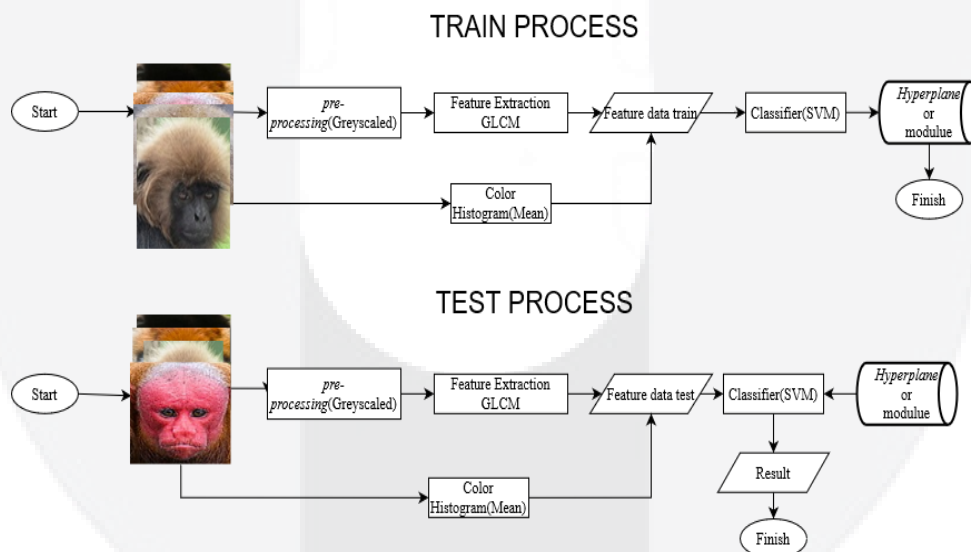 TRAIN PROCESS
Start
pre-
processing(Greyscaled)
Feature Extraction
GLCM
Feature data train
Classifier(SVM)
Hyperplane
or
modulue
Color
Histogram(Mean)
Finish
TEST PROCESS
Start
pre-
processing(Greyscaled)
Feature Extraction
GLCM
Feature data test
Classifier(SVM)
Hyperplane
or
modulue
Color
Histogram(Mean)
Result
Finish